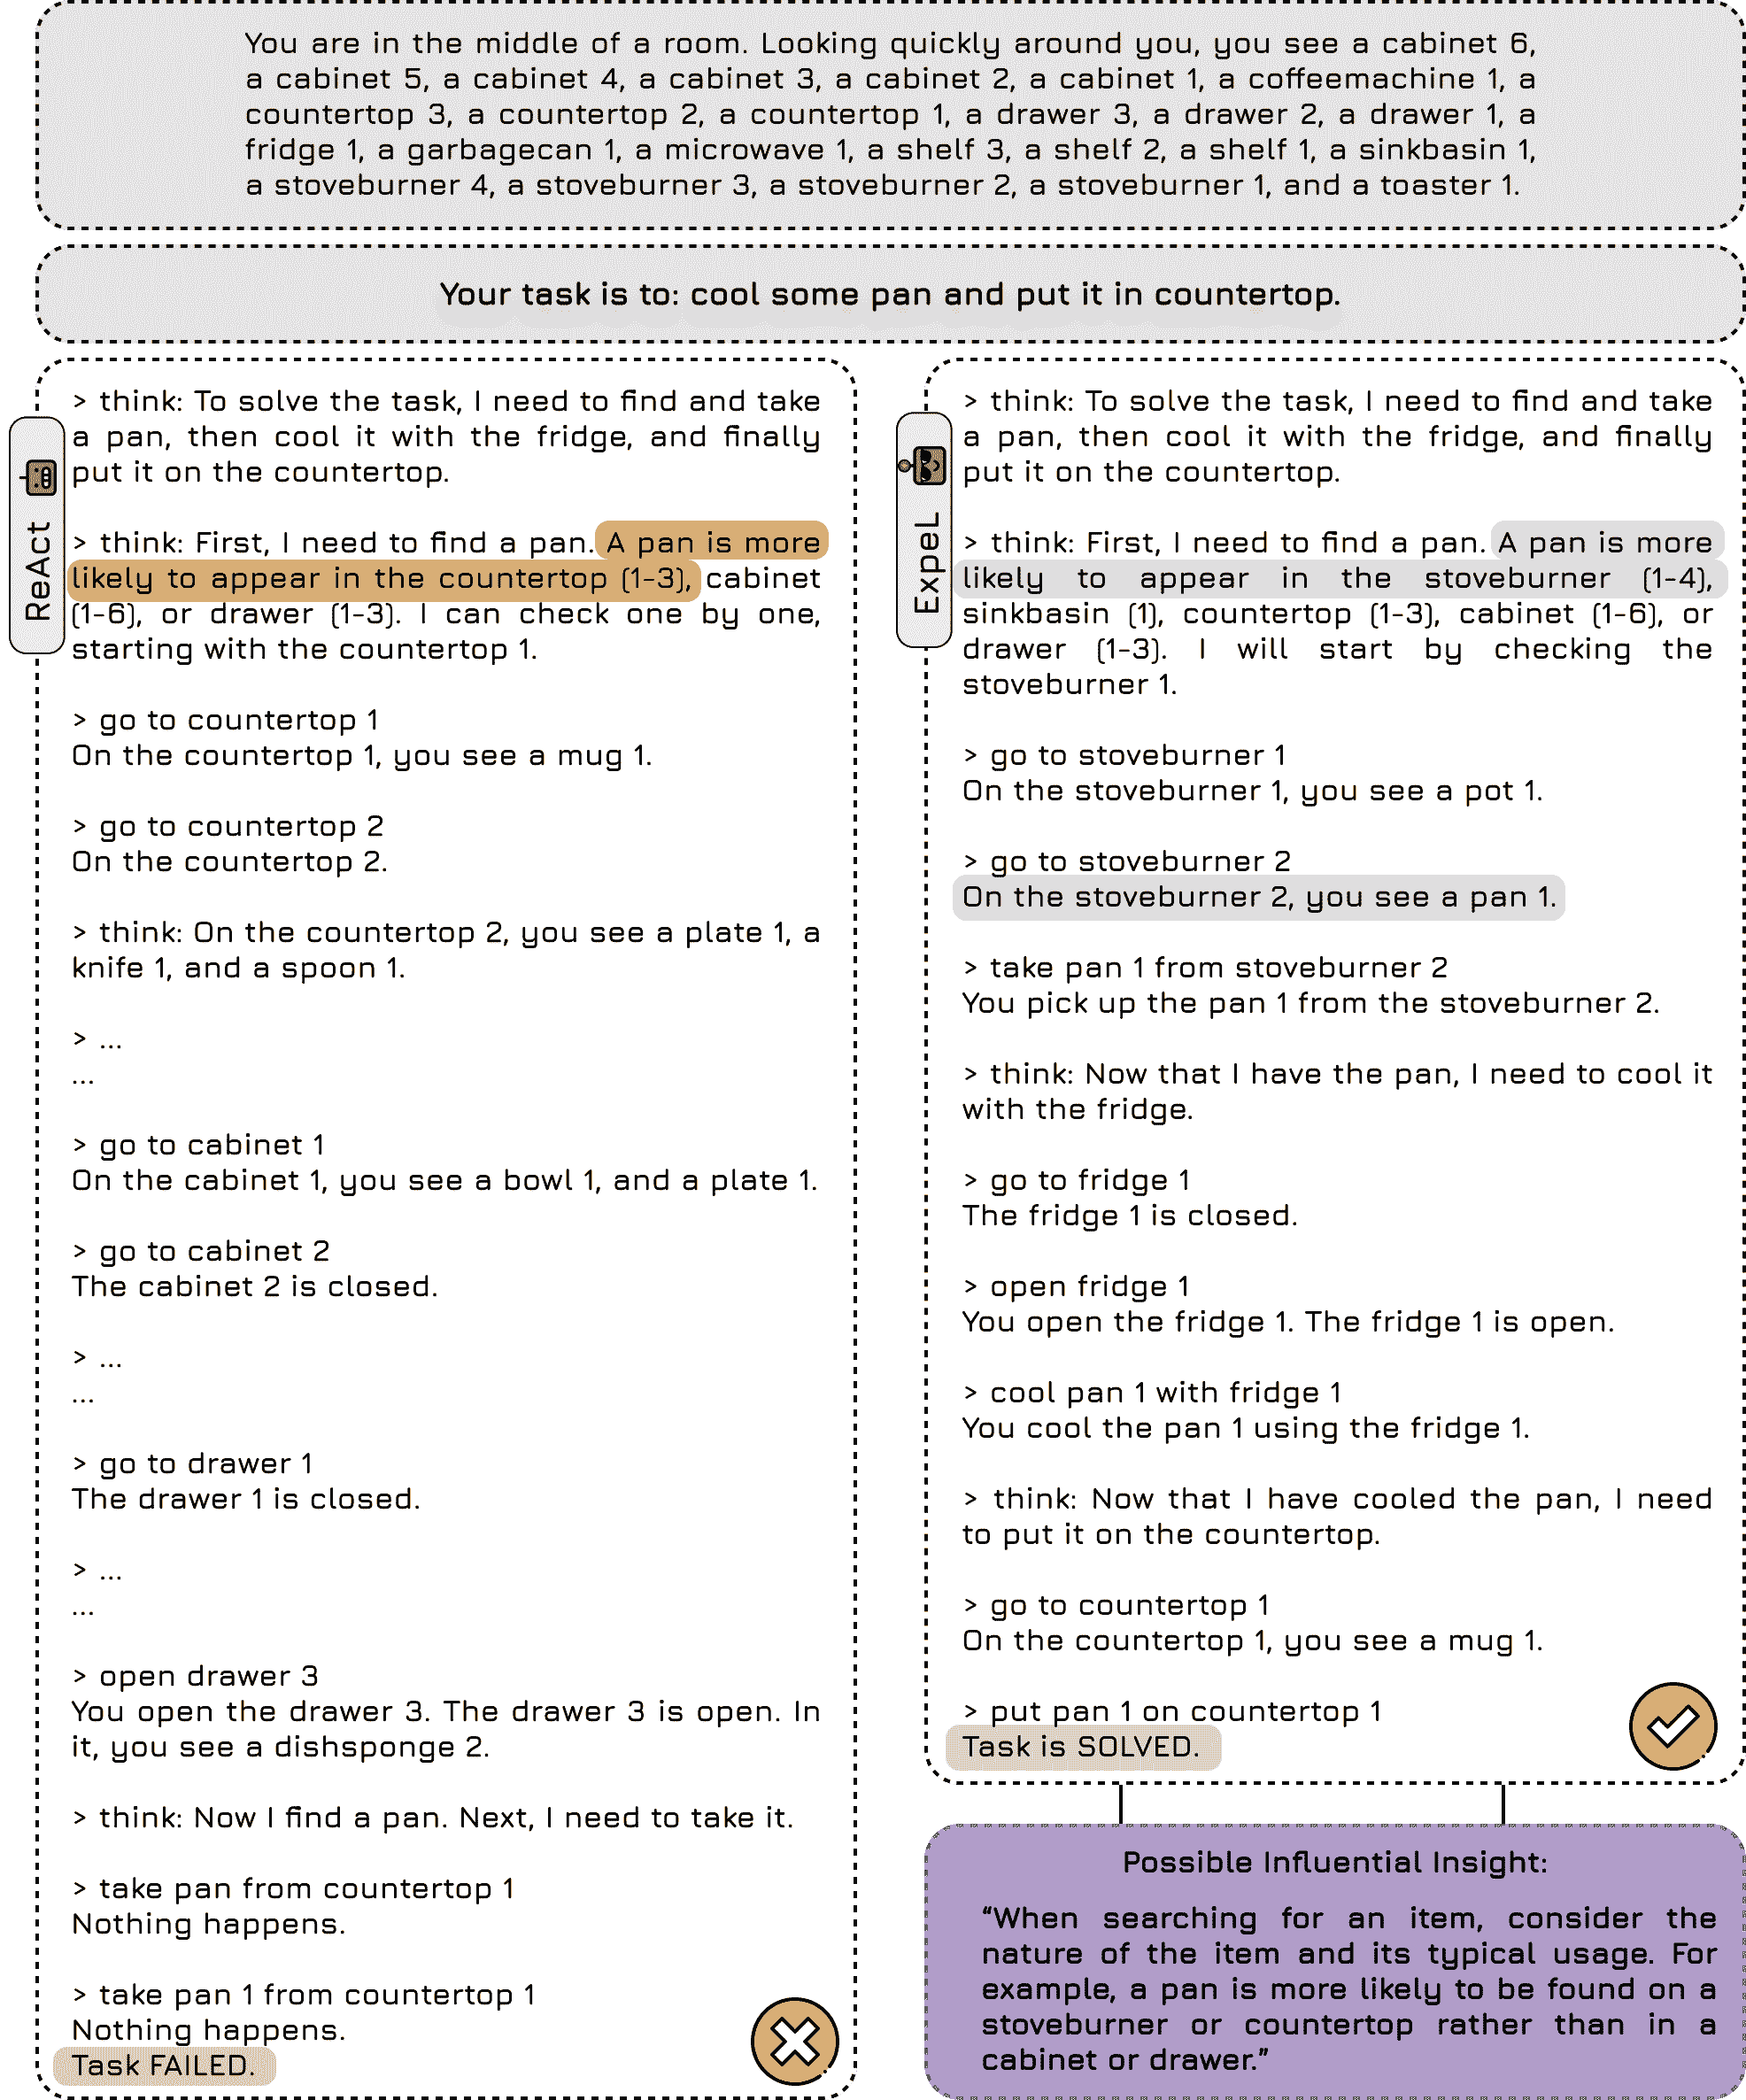 You are in the middle of a room. Looking quickly around you, you see a cabinet 6,
a cabinet 5, a cabinet 4, a cabinet 3, a cabinet 2, a cabinet 1, a coffeemachine 1, a
countertop 3, a countertop 2, a countertop 1, a drawer 3, a drawer 2, a drawer 1, a
fridge 1, a garbagecan 1, a microwave 1, a shelf 3, a shelf 2, a shelf 1, a sinkbasin 1,
a stoveburner 4, a stoveburner 3, a stoveburner 2, a stoveburner 1, and a toaster 1.
Your task is to: cool some pan and put it in countertop.
ReAct
> think: To solve the task, I need to find and take
a pan, then cool it with the fridge, and finally
put it on the countertop.
> think: First, I need to find a pan. A pan is more
likely to appear in the countertop (1-3), cabinet
(1-6), or drawer (1-3). I can check one by one,
starting with the countertop 1.
> go to countertop 1
On the countertop 1, you see a mug 1.
> go to countertop 2
On the countertop 2.
> think: On the countertop 2, you see a plate 1, a
knife 1, and a spoon 1.
> ...
...
> go to cabinet 1
On the cabinet 1, you see a bowl 1, and a plate 1.
> go to cabinet 2
The cabinet 2 is closed.
> ...
...
> go to drawer 1
The drawer 1 is closed.
> ...
...
> open drawer 3
You open the drawer 3. The drawer 3 is open. In
it, you see a dishsponge 2.
> think: Now I find a pan. Next, I need to take it.
> take pan from countertop 1
Nothing happens.
> take pan 1 from countertop 1
Nothing happens.
Task FAILED.
ExpeL
> think: To solve the task, I need to find and take
a pan, then cool it with the fridge, and finally
put it on the countertop.
> think: First, I need to find a pan. A pan is more
likely to appear in the stoveburner (1-4),
sinkbasin (1), countertop (1-3), cabinet (1-6), or
drawer (1-3). I will start by checking the
stoveburner 1.
> go to stoveburner 1
On the stoveburner 1, you see a pot 1.
> go to stoveburner 2
On the stoveburner 2, you see a pan 1.
> take pan 1 from stoveburner 2
You pick up the pan 1 from the stoveburner 2.
> think: Now that I have the pan, I need to cool it
with the fridge.
> go to fridge 1
The fridge 1 is closed.
> open fridge 1
You open the fridge 1. The fridge 1 is open.
> cool pan 1 with fridge 1
You cool the pan 1 using the fridge 1.
> think: Now that I have cooled the pan, I need
to put it on the countertop.
> go to countertop 1
On the countertop 1, you see a mug 1.
> put pan 1 on countertop 1
Task is SOLVED.
Possible Influential Insight:
“When searching for an item, consider the
nature of the item and its typical usage. For
example, a pan is more likely to be found on a
stoveburner or countertop rather than in a
cabinet or drawer.”